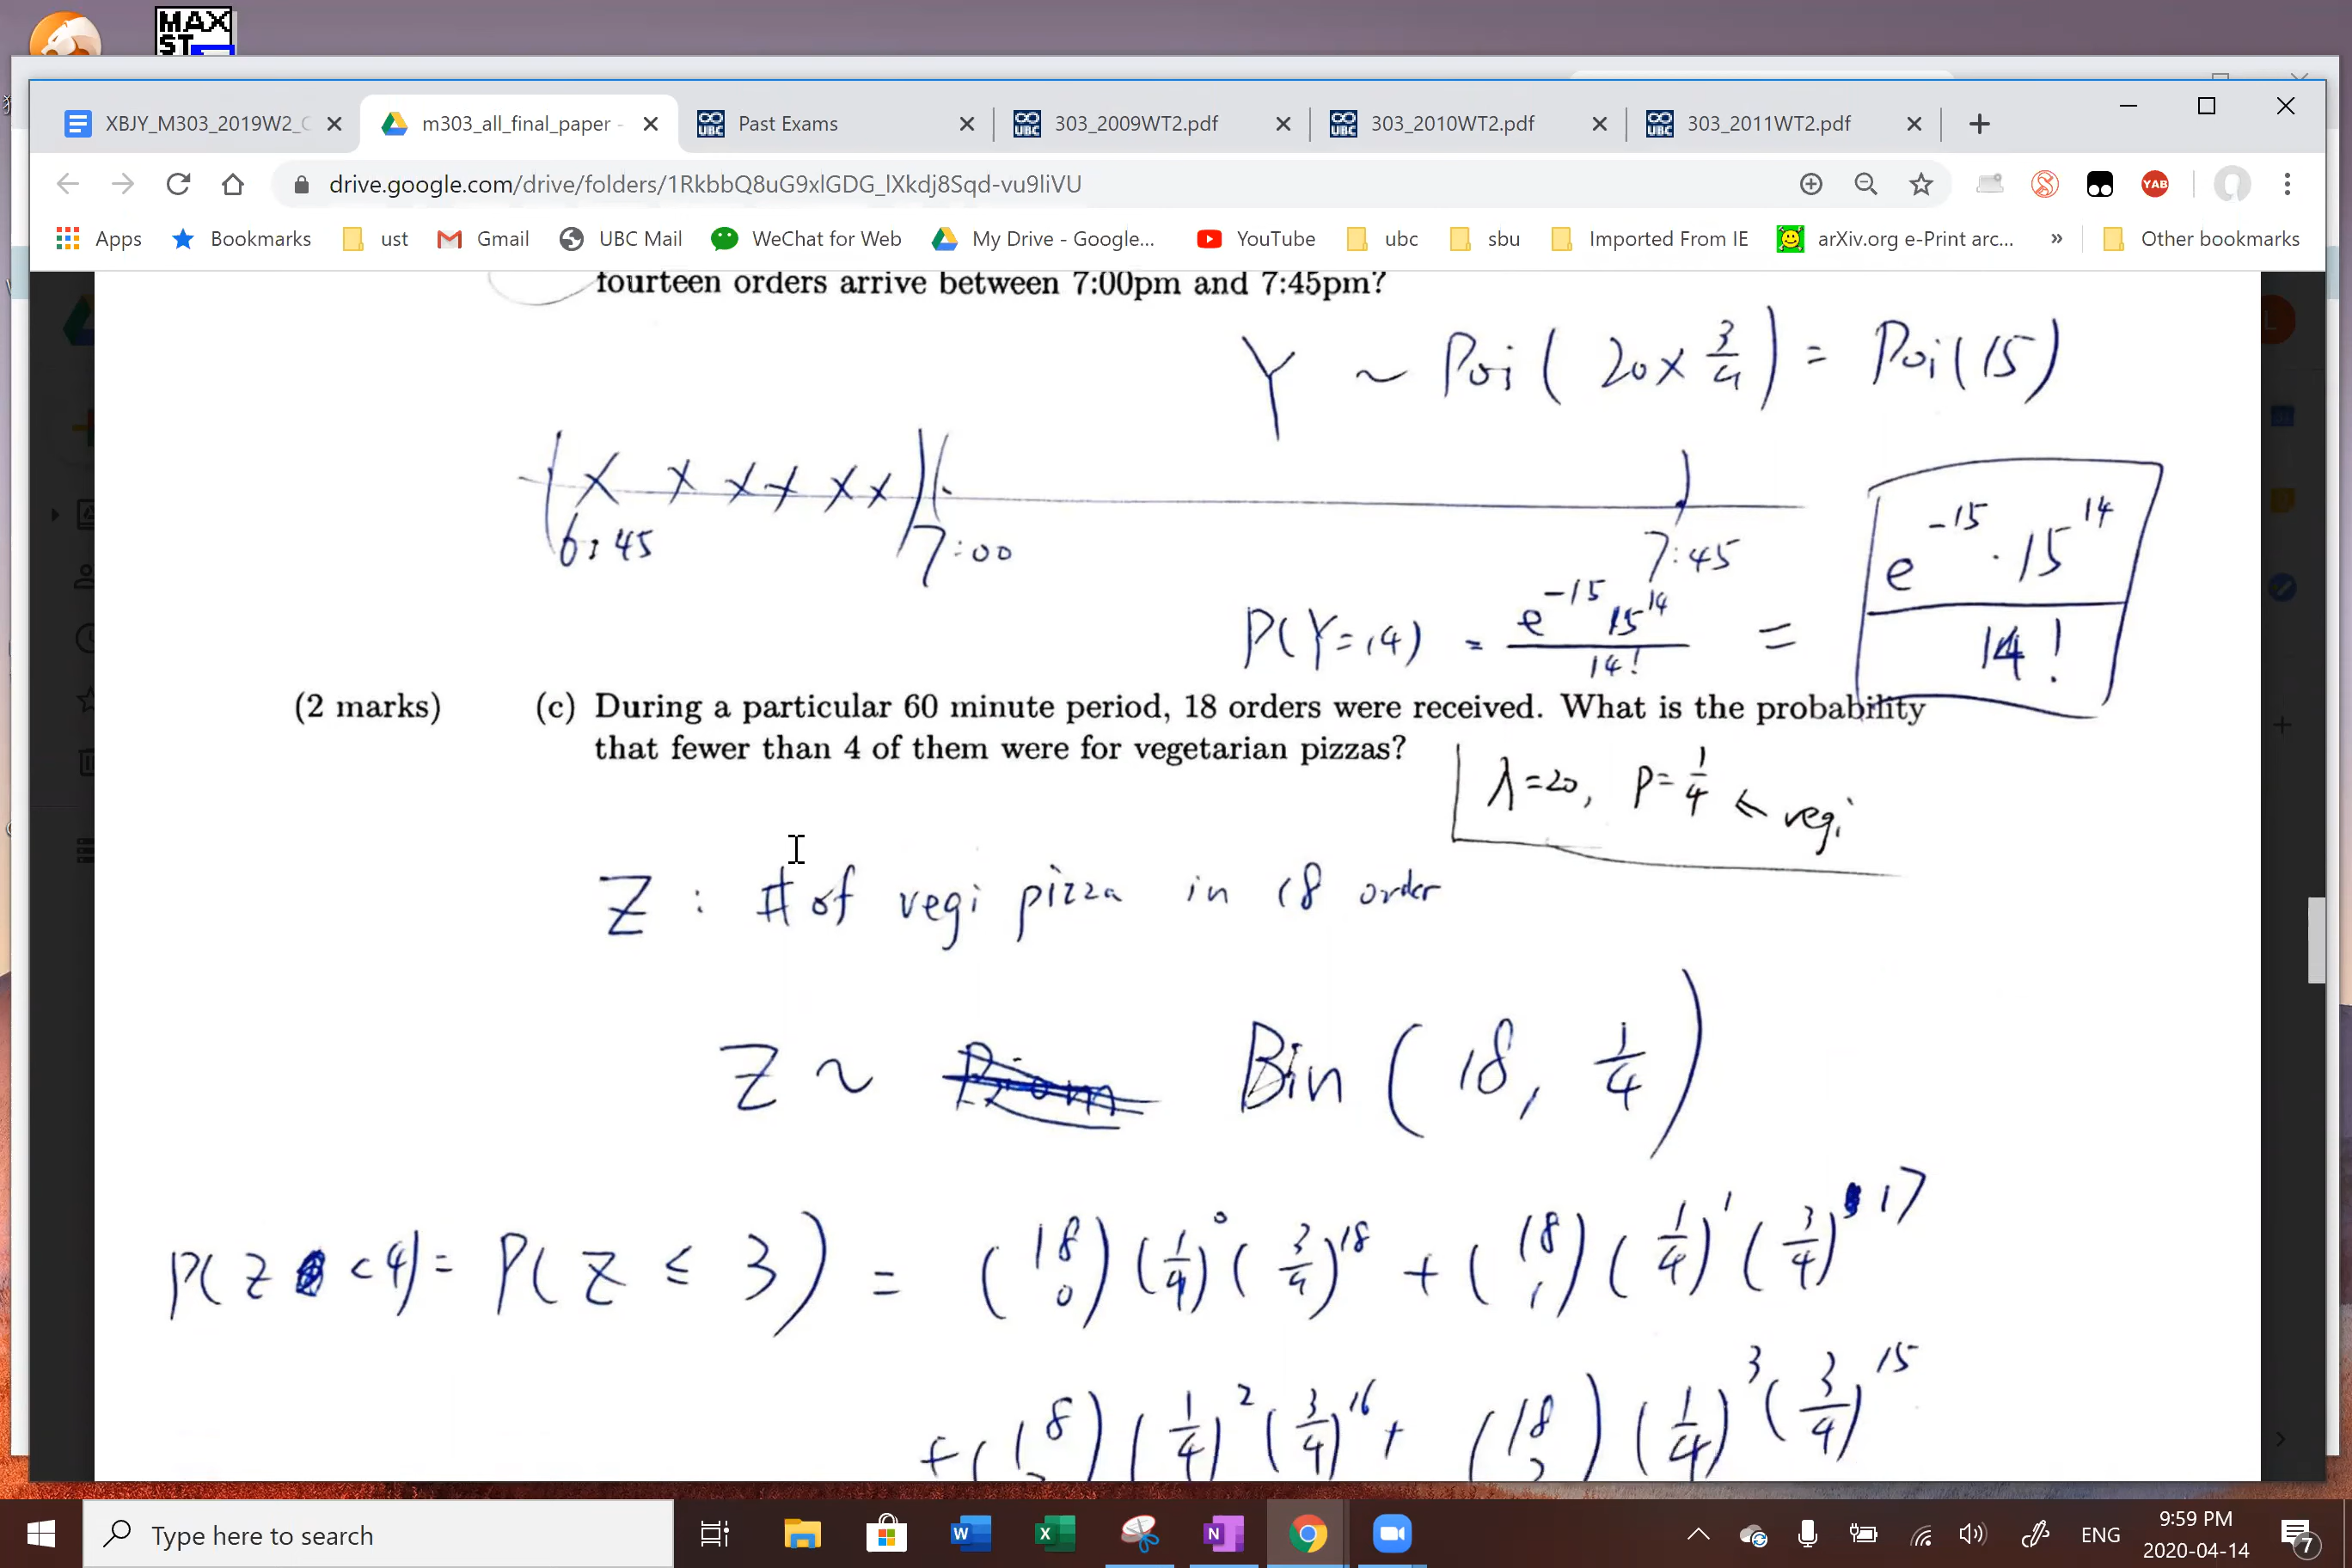 MAX
ST
XBJY_M303_2019W2_C
m303_all_final_paper -
Past Exams
303_2009WT2.pdf
303_2010WT2.pdf
303_2011WT2.pdf
drive.google.com/drive/folders/1RkbbQ8uG9xlGDG_lXkdj8Sqd-vu9liVU
YAB
Apps
Bookmarks
ust
Gmail
UBC Mail
WeChat for Web
My Drive - Google...
YouTube
ubc
sbu
Imported From IE
arXiv.org e-Print arc...
»
Other bookmarks
fourteen orders arrive between 7:00pm and 7:45pm?
Y ~ Poi( 20 x 3/4 ) = Poi(15)
( x x x x x x ) (
6:45 7:00 7:45
P(Y=14) = e^-15 15^14 / 14! = e^-15 · 15^14 / 14!
(2 marks) (c) During a particular 60 minute period, 18 orders were received. What is the probability
that fewer than 4 of them were for vegetarian pizzas?
λ=20, P=1/4 ← vegi
Z : # of vegi pizza in 18 order
Z ~ Bin ( 18, 1/4 )
P(Z < 4) = P( Z ≤ 3 ) = (18 0) (1/4)^0 (3/4)^18 + (18 1) (1/4)^1 (3/4)^17
+ (18 2) (1/4)^2 (3/4)^16 + (18 3) (1/4)^3 (3/4)^15
Type here to search
ENG
9:59 PM
2020-04-14
7